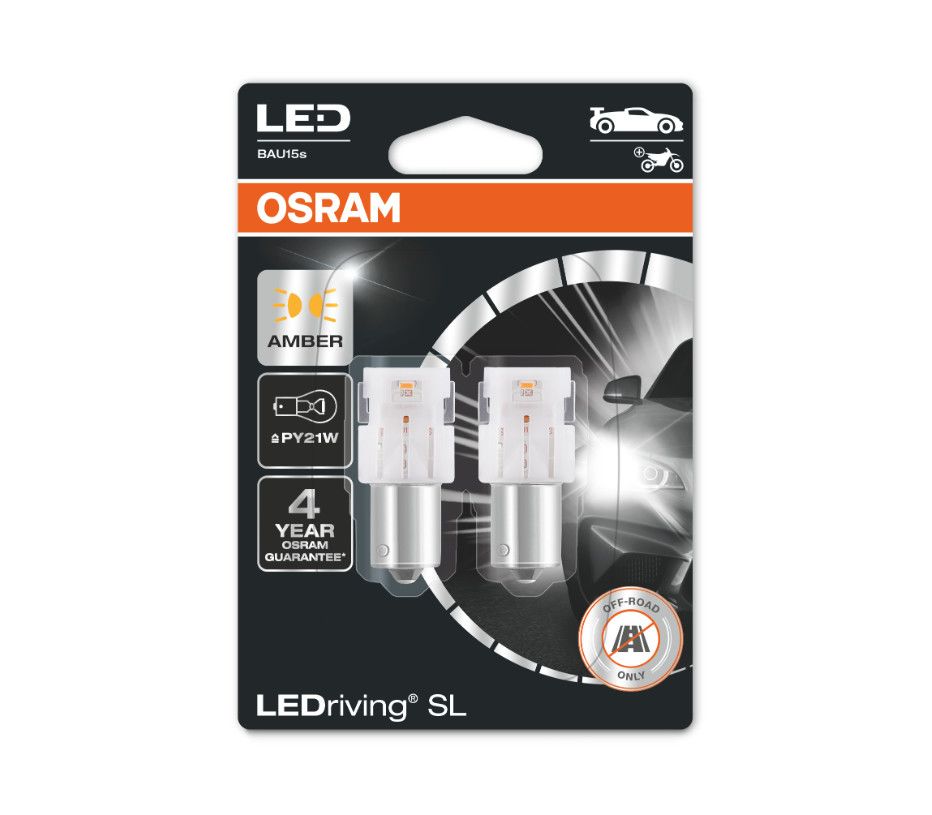 LED
BAU15s
OSRAM
AMBER
≙PY21W
4
YEAR
OSRAM
GUARANTEE*
OFF-ROAD
ONLY
LEDriving® SL